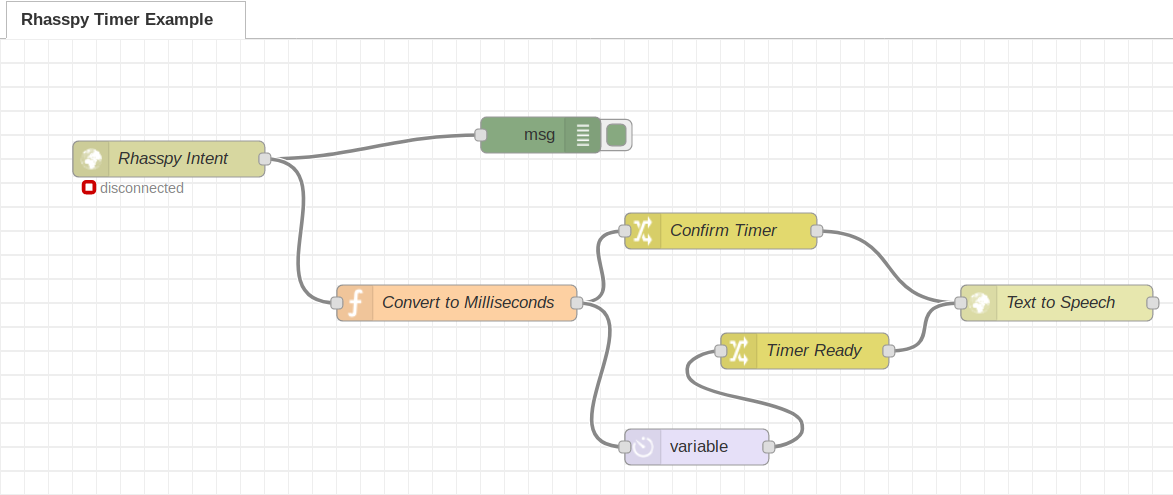 Rhasspy Timer Example
msg
Rhasspy Intent
disconnected
Confirm Timer
Convert to Milliseconds
Text to Speech
Timer Ready
variable